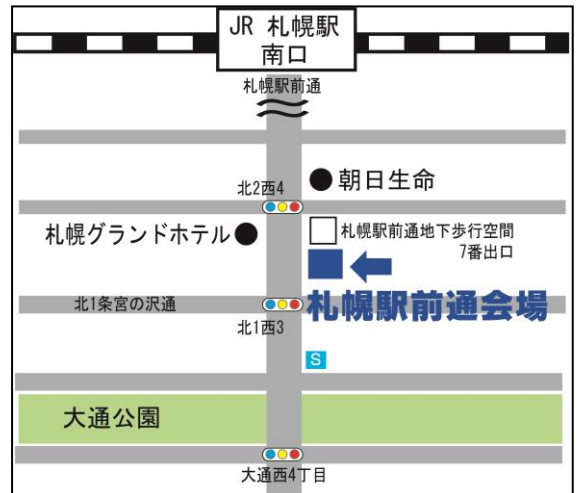 JR 札幌駅
南口
札幌駅前通
朝日生命
北2西4
札幌グランドホテル
札幌駅前通地下歩行空間
7番出口
北1条宮の沢通
札幌駅前通会場
北1西3
S
大通公園
大通西4丁目